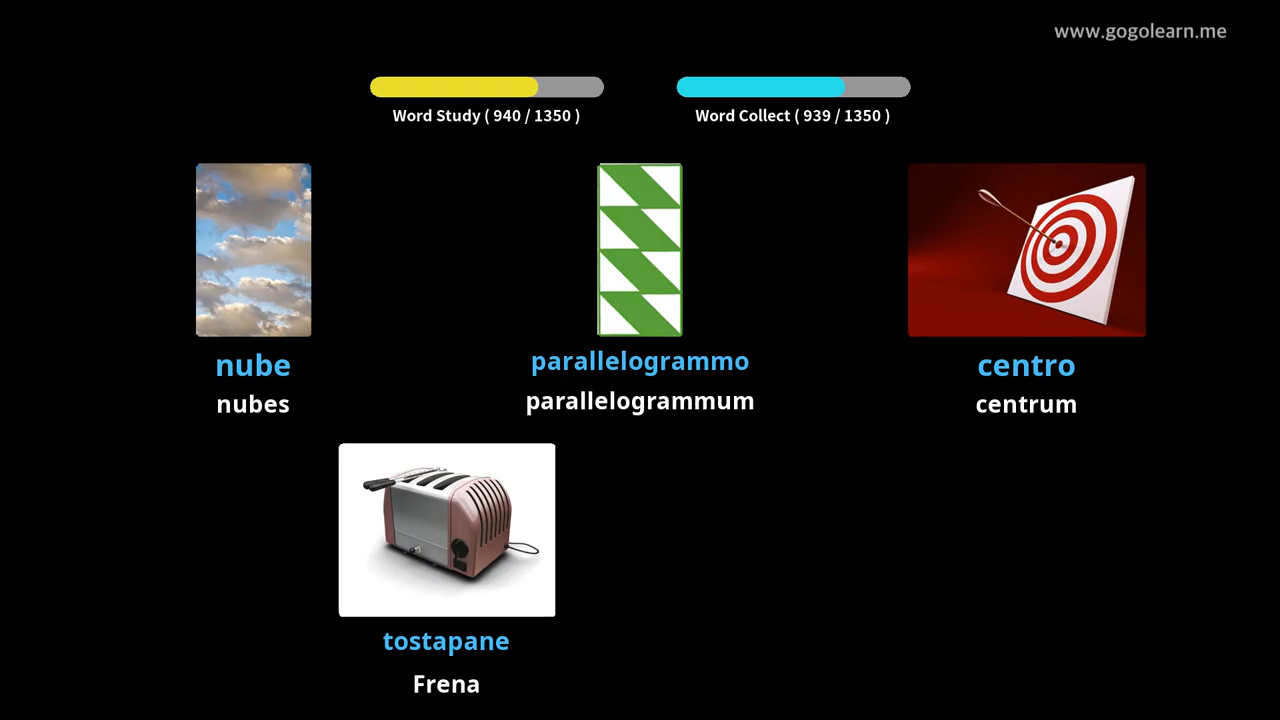 www.gogolearn.me
Word Study ( 940 / 1350 )
Word Collect ( 939 / 1350 )
nube
nubes
parallelogrammo
parallelogrammum
centro
centrum
tostapane
Frena